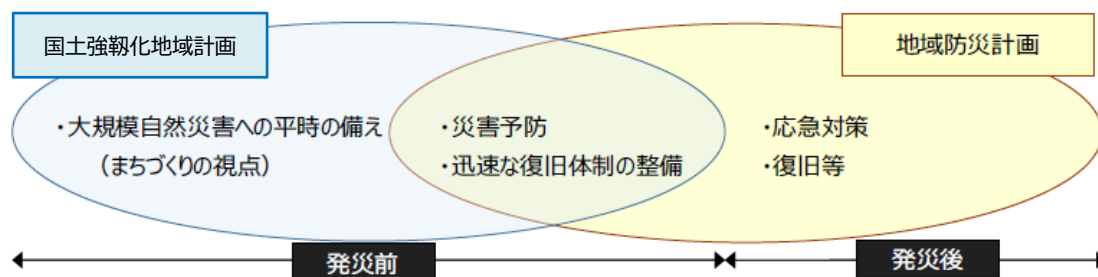 国土強靱化地域計画
地域防災計画
・大規模自然災害への平時の備え
（まちづくりの視点）
・災害予防
・迅速な復旧体制の整備
・応急対策
・復旧等
発災前
発災後